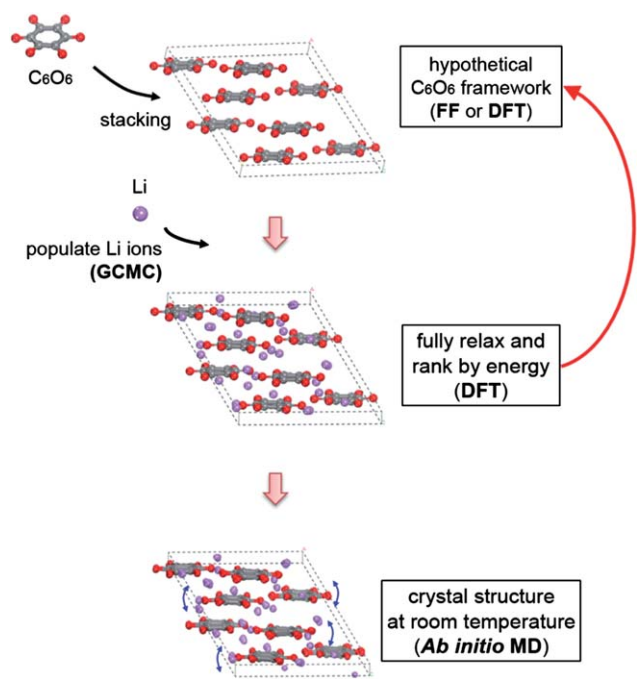 C6O6
stacking
hypothetical
C6O6 framework
(FF or DFT)
Li
populate Li ions
(GCMC)
fully relax and
rank by energy
(DFT)
crystal structure
at room temperature
(Ab initio MD)